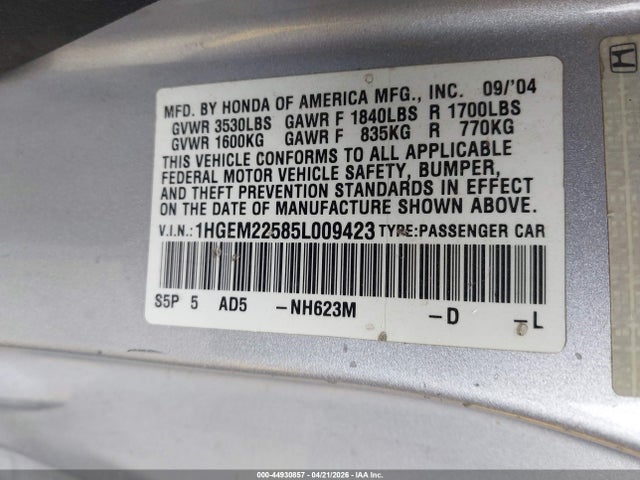 MFD. BY HONDA OF AMERICA MFG., INC. 09/'04
GVWR 3530LBS GAWR F 1840LBS R 1700LBS
GVWR 1600KG GAWR F 835KG R 770KG
THIS VEHICLE CONFORMS TO ALL APPLICABLE
FEDERAL MOTOR VEHICLE SAFETY, BUMPER,
AND THEFT PREVENTION STANDARDS IN EFFECT
ON THE DATE OF MANUFACTURE SHOWN ABOVE.
V.I.N.: 1HGEM22585L009423 TYPE:PASSENGER CAR
S5P 5 AD5 -NH623M -D -L
000-44930857 04/21/2026 IAAI Inc.